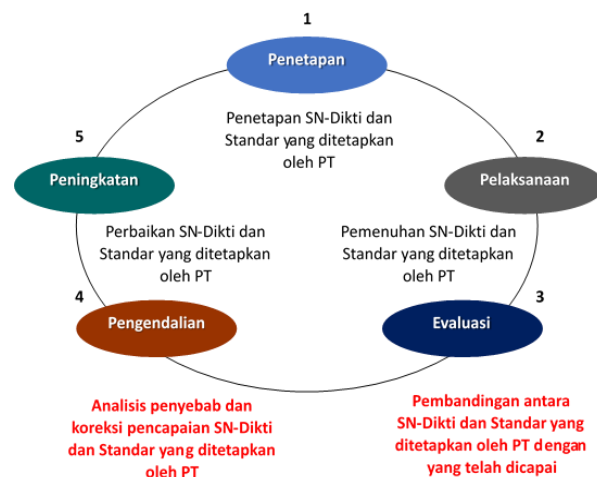 1
Penetapan
Penetapan SN-Dikti dan
Standar yang ditetapkan
oleh PT
2
Pelaksanaan
Pemenuhan SN-Dikti dan
Standar yang ditetapkan
oleh PT
3
Evaluasi
Pembandingan antara
SN-Dikti dan Standar yang
ditetapkan oleh PT dengan
yang telah dicapai
4
Pengendalian
Analisis penyebab dan
koreksi pencapaian SN-Dikti
dan Standar yang ditetapkan
oleh PT
5
Peningkatan
Perbaikan SN-Dikti dan
Standar yang ditetapkan
oleh PT